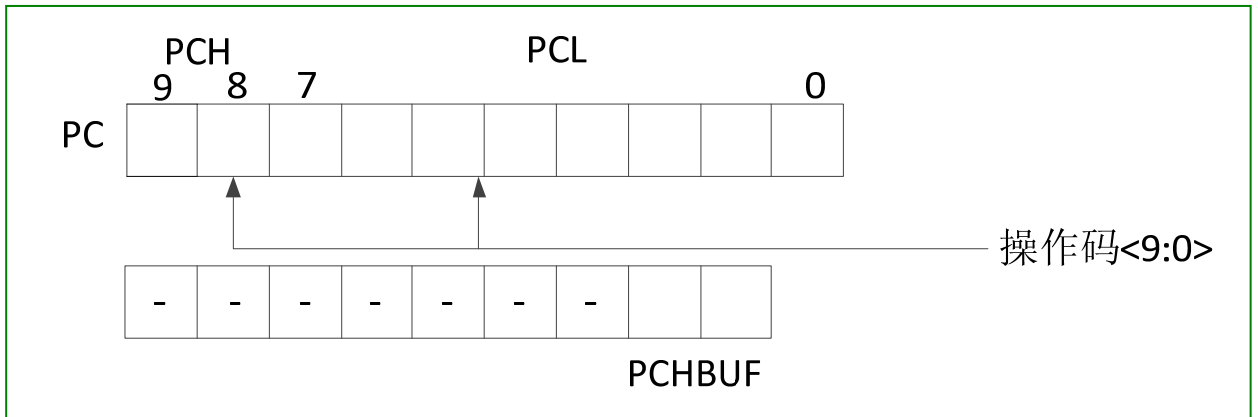 PCH PCL
9 8 7 0
PC
操作码<9:0>
- - - - - - -
PCHBUF